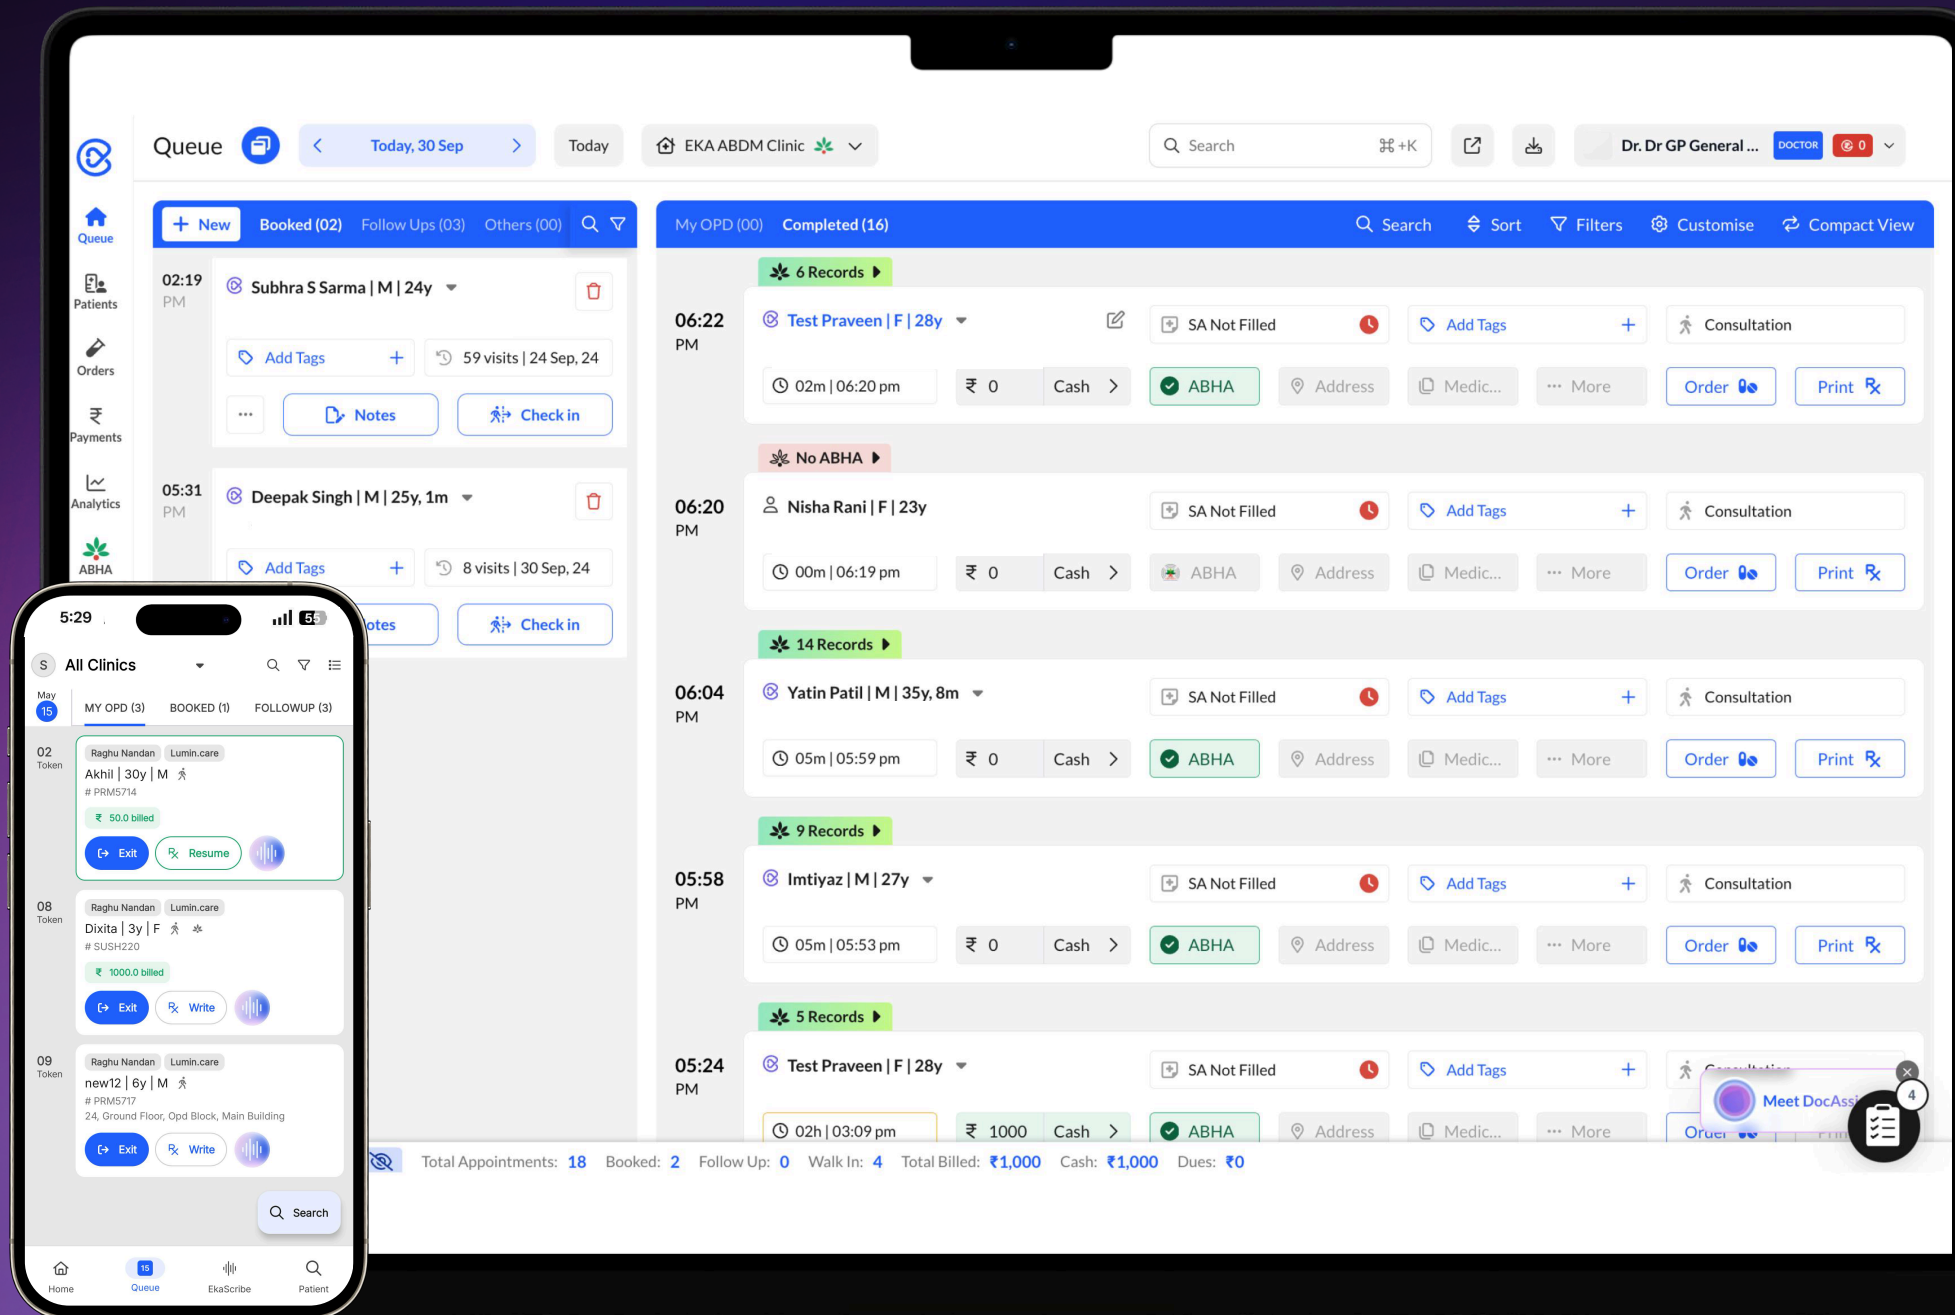 Queue
Today, 30 Sep
Today
EKA ABDM Clinic
Search
⌘+K
Dr. Dr GP General ...
DOCTOR
0
Queue
Patients
Orders
Payments
Analytics
ABHA
+ New
Booked (02)
Follow Ups (03)
Others (00)
02:19
PM
Subhra S Sarma | M | 24y
Add Tags +
59 visits | 24 Sep, 24
...
Notes
Check in
05:31
PM
Deepak Singh | M | 25y, 1m
Add Tags +
8 visits | 30 Sep, 24
otes
Check in
My OPD (00)
Completed (16)
Search
Sort
Filters
Customise
Compact View
6 Records
06:22
PM
Test Praveen | F | 28y
SA Not Filled
Add Tags +
Consultation
02m | 06:20 pm
₹ 0
Cash >
ABHA
Address
Medic...
... More
Order
Print
No ABHA
06:20
PM
Nisha Rani | F | 23y
SA Not Filled
Add Tags +
Consultation
00m | 06:19 pm
₹ 0
Cash >
ABHA
Address
Medic...
... More
Order
Print
14 Records
06:04
PM
Yatin Patil | M | 35y, 8m
SA Not Filled
Add Tags +
Consultation
05m | 05:59 pm
₹ 0
Cash >
ABHA
Address
Medic...
... More
Order
Print
9 Records
05:58
PM
Imtiyaz | M | 27y
SA Not Filled
Add Tags +
Consultation
05m | 05:53 pm
₹ 0
Cash >
ABHA
Address
Medic...
... More
Order
Print
5 Records
05:24
PM
Test Praveen | F | 28y
SA Not Filled
Add Tags +
02h | 03:09 pm
₹ 1000
Cash >
ABHA
Address
Medic...
... More
Meet DocAssi
4
Total Appointments: 18 Booked: 2 Follow Up: 0 Walk In: 4 Total Billed: ₹1,000 Cash: ₹1,000 Dues: ₹0
5:29
55
S
All Clinics
May
15
MY OPD (3)
BOOKED (1)
FOLLOWUP (3)
02
Token
Raghu Nandan
Lumin.care
Akhil | 30y | M
# PRM5714
₹ 50.0 billed
Exit
Resume
08
Token
Raghu Nandan
Lumin.care
Dixita | 3y | F
# SUSH220
₹ 1000.0 billed
Exit
Write
09
Token
Raghu Nandan
Lumin.care
new12 | 6y | M
# PRM5717
24, Ground Floor, Opd Block, Main Building
Exit
Write
Search
Home
15
Queue
EkaScribe
Patient